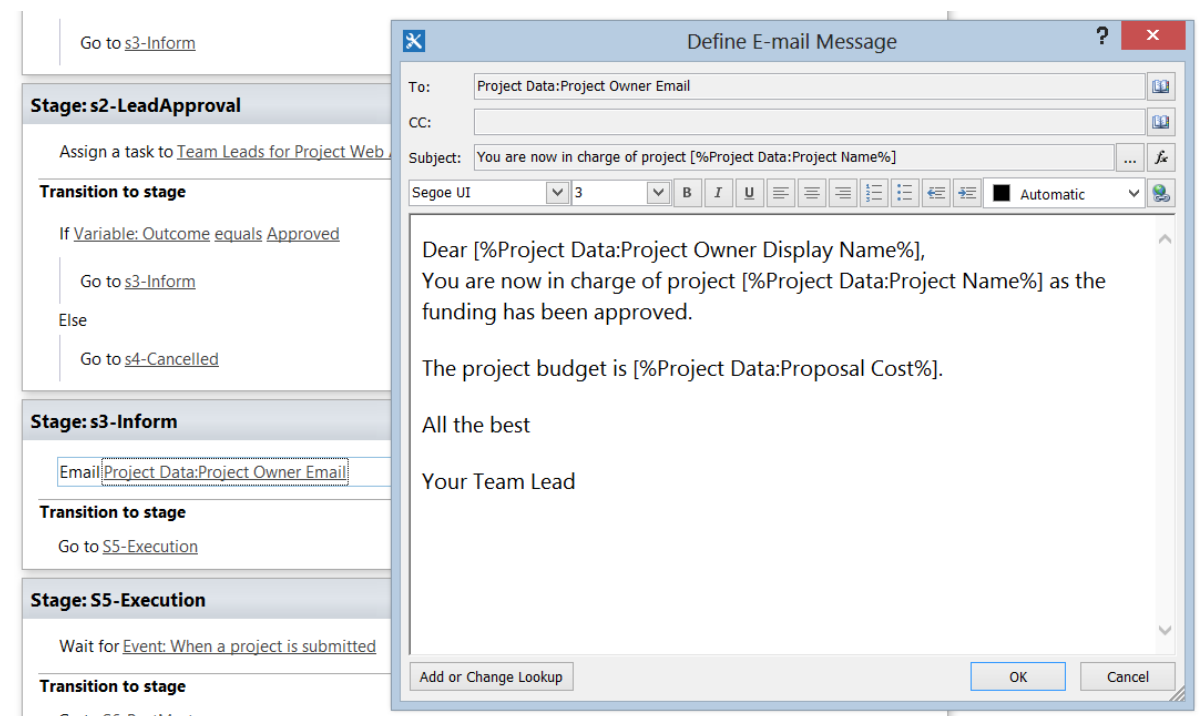 Go to s3-Inform
Stage: s2-LeadApproval
Assign a task to Team Leads for Project Web
Transition to stage
If Variable: Outcome equals Approved
Go to s3-Inform
Else
Go to s4-Cancelled
Stage: s3-Inform
Email Project Data:Project Owner Email
Transition to stage
Go to S5-Execution
Stage: S5-Execution
Wait for Event: When a project is submitted
Transition to stage
Define E-mail Message
?
To: Project Data:Project Owner Email
CC:
Subject: You are now in charge of project [%Project Data:Project Name%] ... fx
Segoe UI 3 B I U Automatic
Dear [%Project Data:Project Owner Display Name%],
You are now in charge of project [%Project Data:Project Name%] as the
funding has been approved.
The project budget is [%Project Data:Proposal Cost%].
All the best
Your Team Lead
Add or Change Lookup OK Cancel